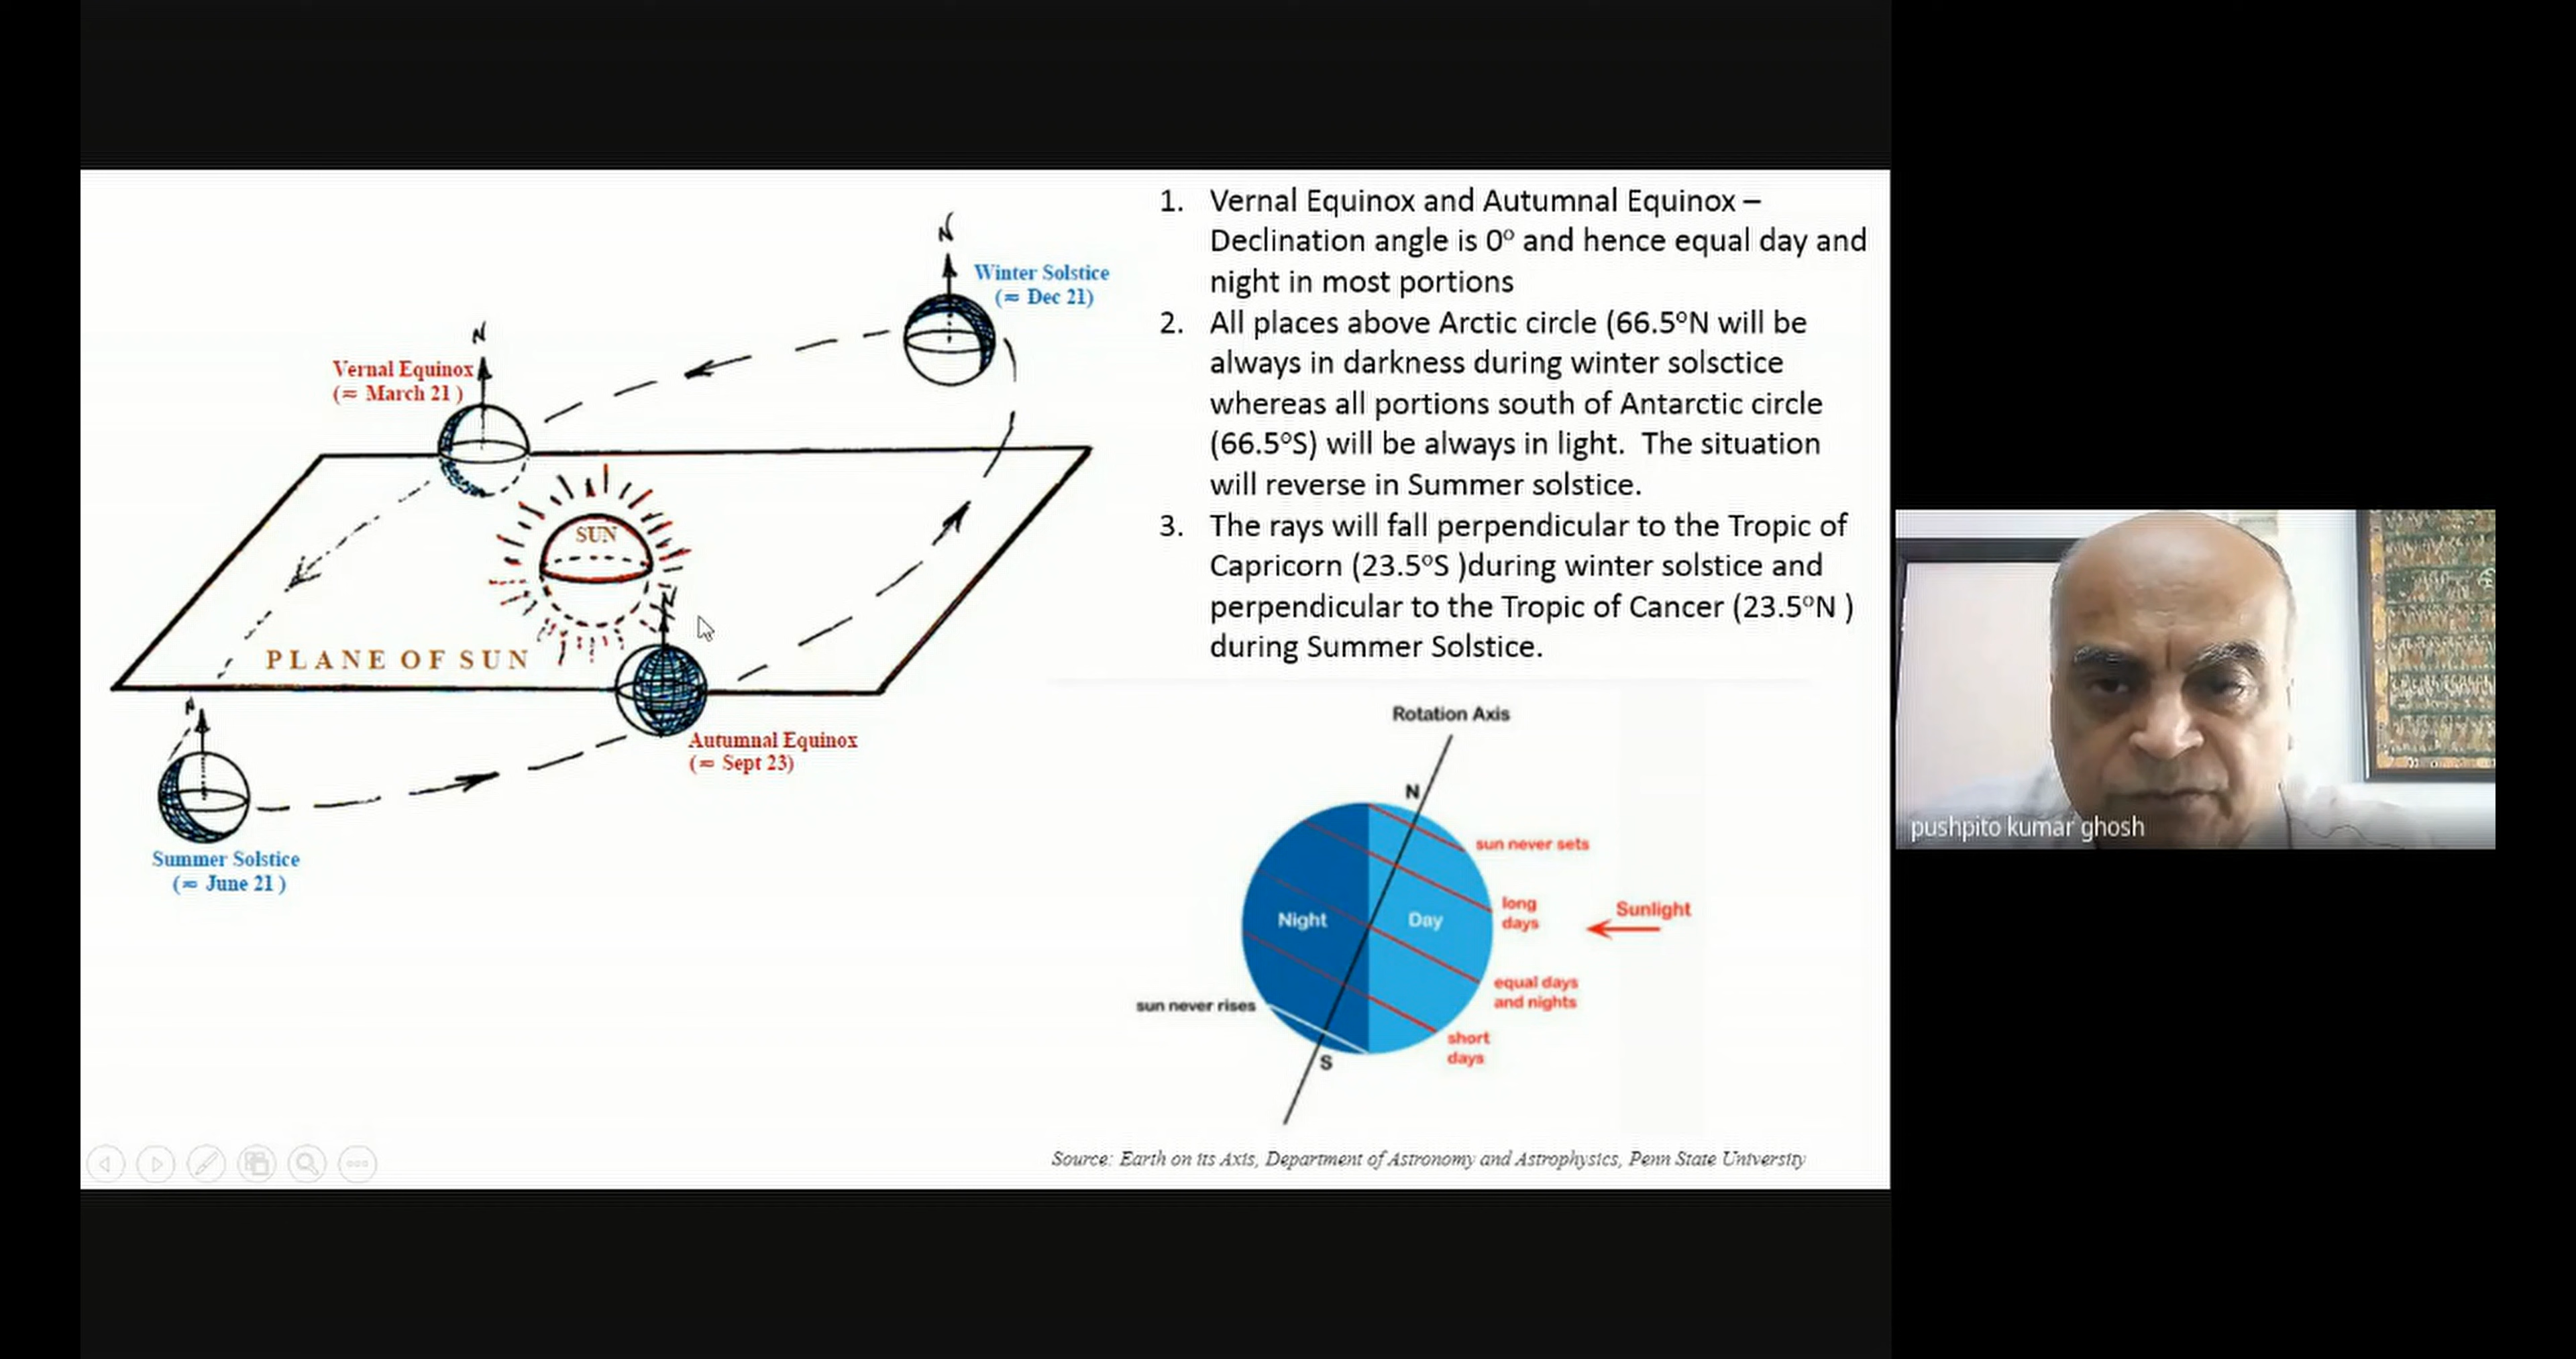 N
Winter Solstice
(≈ Dec 21)
N
Vernal Equinox
(≈ March 21 )
SUN
N
PLANE OF SUN
Autumnal Equinox
(≈ Sept 23)
N
Summer Solstice
(≈ June 21 )
1. Vernal Equinox and Autumnal Equinox –
Declination angle is 0° and hence equal day and
night in most portions
2. All places above Arctic circle (66.5°N will be
always in darkness during winter solsctice
whereas all portions south of Antarctic circle
(66.5°S) will be always in light. The situation
will reverse in Summer solstice.
3. The rays will fall perpendicular to the Tropic of
Capricorn (23.5°S )during winter solstice and
perpendicular to the Tropic of Cancer (23.5°N )
during Summer Solstice.
Rotation Axis
N
sun never sets
long
days
Sunlight
Night
Day
equal days
and nights
sun never rises
short
days
S
Source: Earth on its Axis, Department of Astronomy and Astrophysics, Penn State University
pushpito kumar ghosh